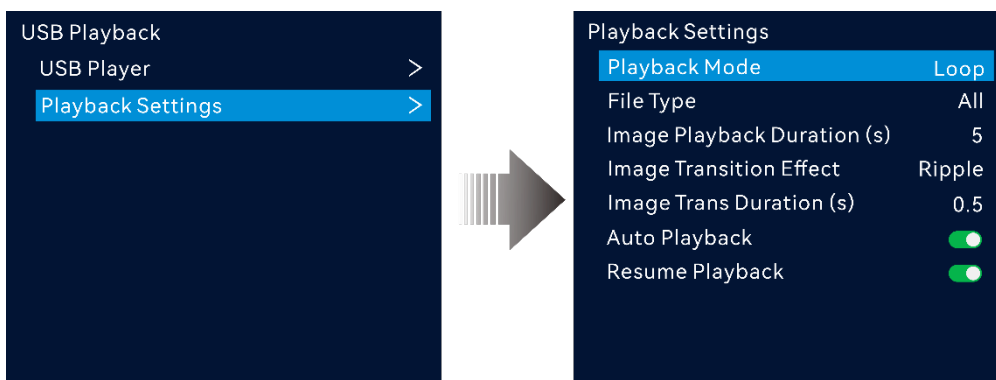 USB Playback
USB Player >
Playback Settings >
Playback Settings
Playback Mode Loop
File Type All
Image Playback Duration (s) 5
Image Transition Effect Ripple
Image Trans Duration (s) 0.5
Auto Playback
Resume Playback